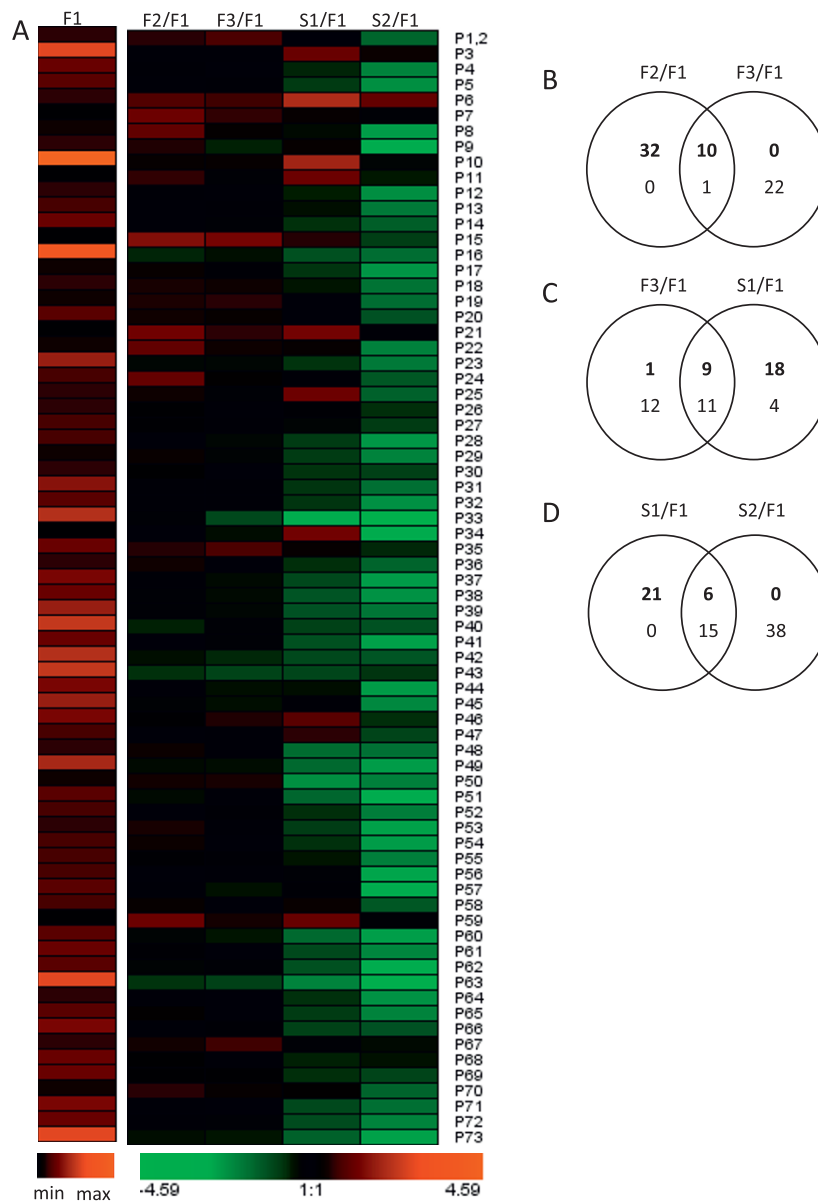 A
F1 F2/F1 F3/F1 S1/F1 S2/F1
P1,2
P3
P4
P5
P6
P7
P8
P9
P10
P11
P12
P13
P14
P15
P16
P17
P18
P19
P20
P21
P22
P23
P24
P25
P26
P27
P28
P29
P30
P31
P32
P33
P34
P35
P36
P37
P38
P39
P40
P41
P42
P43
P44
P45
P46
P47
P48
P49
P50
P51
P52
P53
P54
P55
P56
P57
P58
P59
P60
P61
P62
P63
P64
P65
P66
P67
P68
P69
P70
P71
P72
P73
min max
-4.59 1:1 4.59
B
F2/F1 F3/F1
32 10 0
0 1 22
C
F3/F1 S1/F1
1 9 18
12 11 4
D
S1/F1 S2/F1
21 6 0
0 15 38